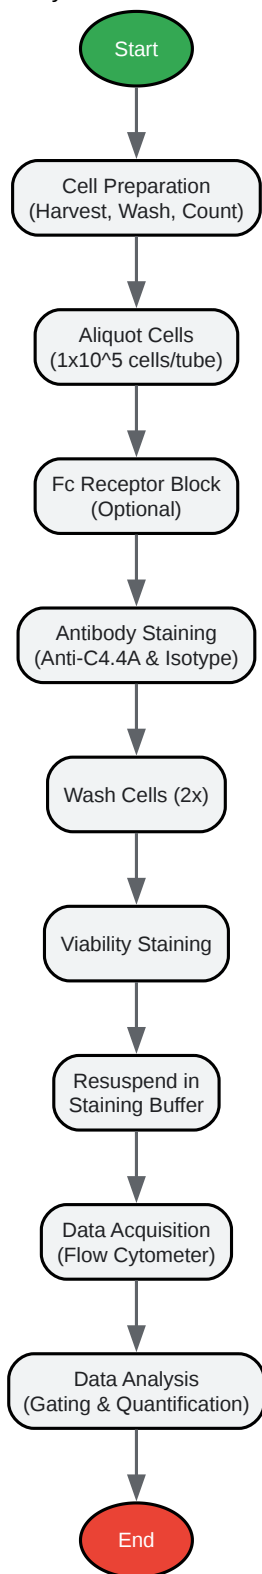 Start
Cell Preparation
(Harvest, Wash, Count)
Aliquot Cells
(1x10^5 cells/tube)
Fc Receptor Block
(Optional)
Antibody Staining
(Anti-C4.4A & Isotype)
Wash Cells (2x)
Viability Staining
Resuspend in
Staining Buffer
Data Acquisition
(Flow Cytometer)
Data Analysis
(Gating & Quantification)
End